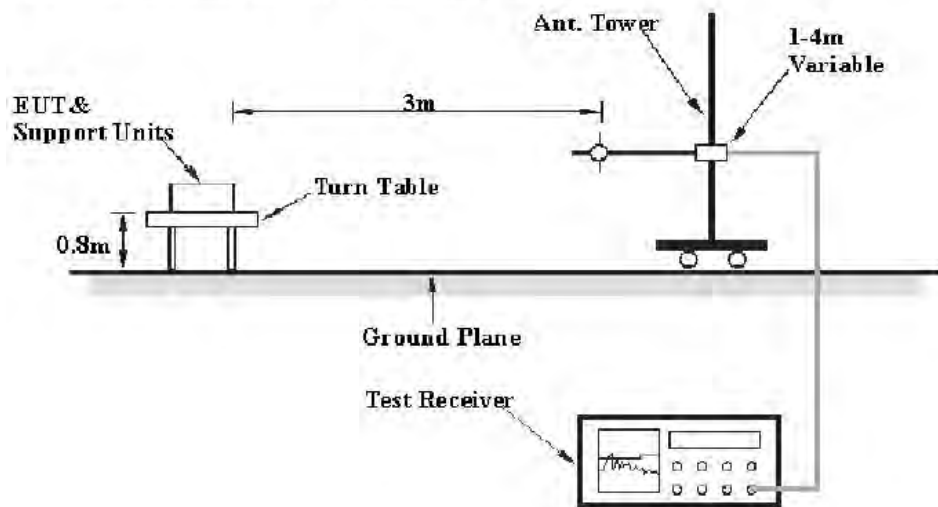 Ant. Tower
1-4m
Variable
EUT&
Support Units
3m
Turn Table
0.8m
Ground Plane
Test Receiver